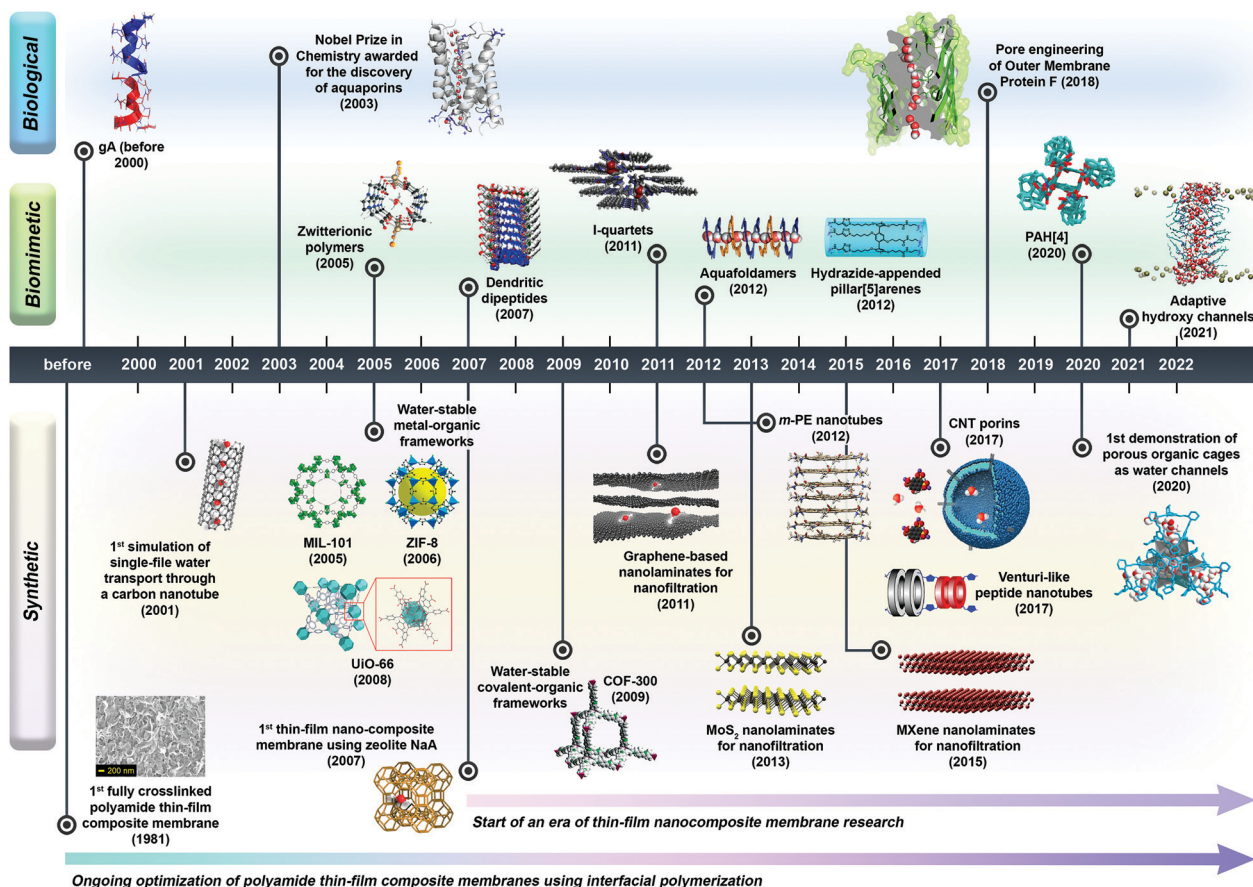 Biological
gA (before
2000)
Nobel Prize in
Chemistry awarded
for the discovery
of aquaporins
(2003)
Pore engineering
of Outer Membrane
Protein F (2018)
Biomimetic
Zwitterionic
polymers
(2005)
Dendritic
dipeptides
(2007)
I-quartets
(2011)
Aquafoldamers
(2012)
Hydrazide-appended
pillar[5]arenes
(2012)
PAH[4]
(2020)
Adaptive
hydroxy channels
(2021)
before 2000 2001 2002 2003 2004 2005 2006 2007 2008 2009 2010 2011 2012 2013 2014 2015 2016 2017 2018 2019 2020 2021 2022
Synthetic
1st simulation of
single-file water
transport through
a carbon nanotube
(2001)
Water-stable
metal-organic
frameworks
MIL-101
(2005)
ZIF-8
(2006)
UiO-66
(2008)
Graphene-based
nanolaminates for
nanofiltration
(2011)
m-PE nanotubes
(2012)
CNT porins
(2017)
1st demonstration of
porous organic cages
as water channels
(2020)
Venturi-like
peptide nanotubes
(2017)
200 nm
1st fully crosslinked
polyamide thin-film
composite membrane
(1981)
1st thin-film nano-composite
membrane using zeolite NaA
(2007)
Water-stable
covalent-organic
frameworks
COF-300
(2009)
MoS2 nanolaminates
for nanofiltration
(2013)
MXene nanolaminates
for nanofiltration
(2015)
Start of an era of thin-film nanocomposite membrane research
Ongoing optimization of polyamide thin-film composite membranes using interfacial polymerization